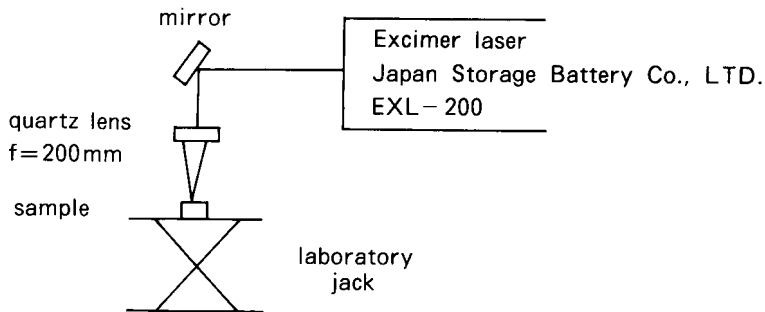 mirror
Excimer laser
Japan Storage Battery Co., LTD.
EXL-200
quartz lens
f=200mm
sample
laboratory
jack